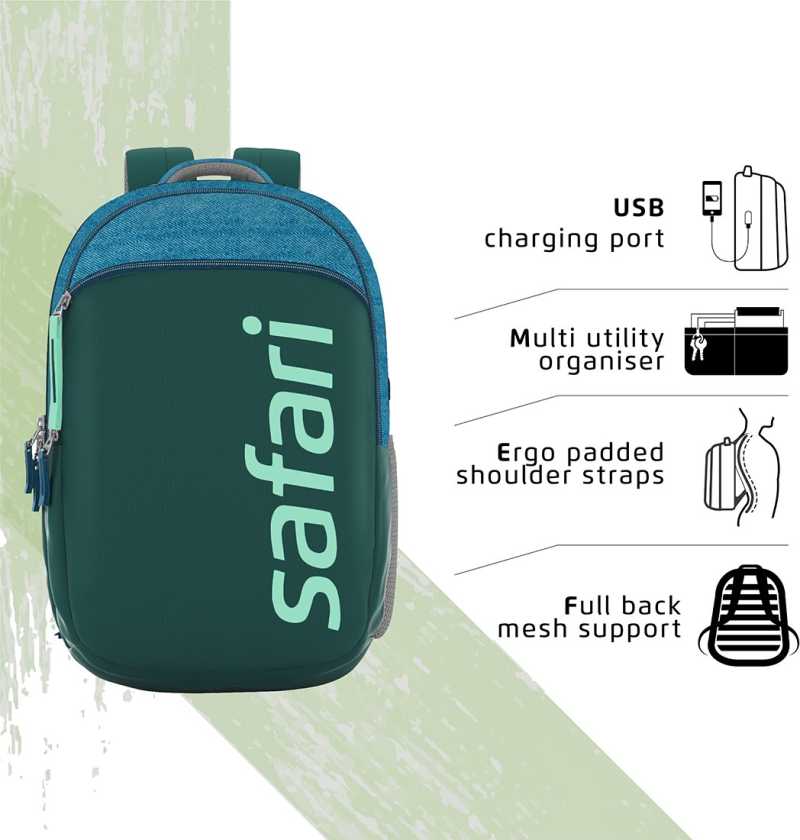 safari
USB
charging port
Multi utility
organiser
Ergo padded
shoulder straps
Full back
mesh support